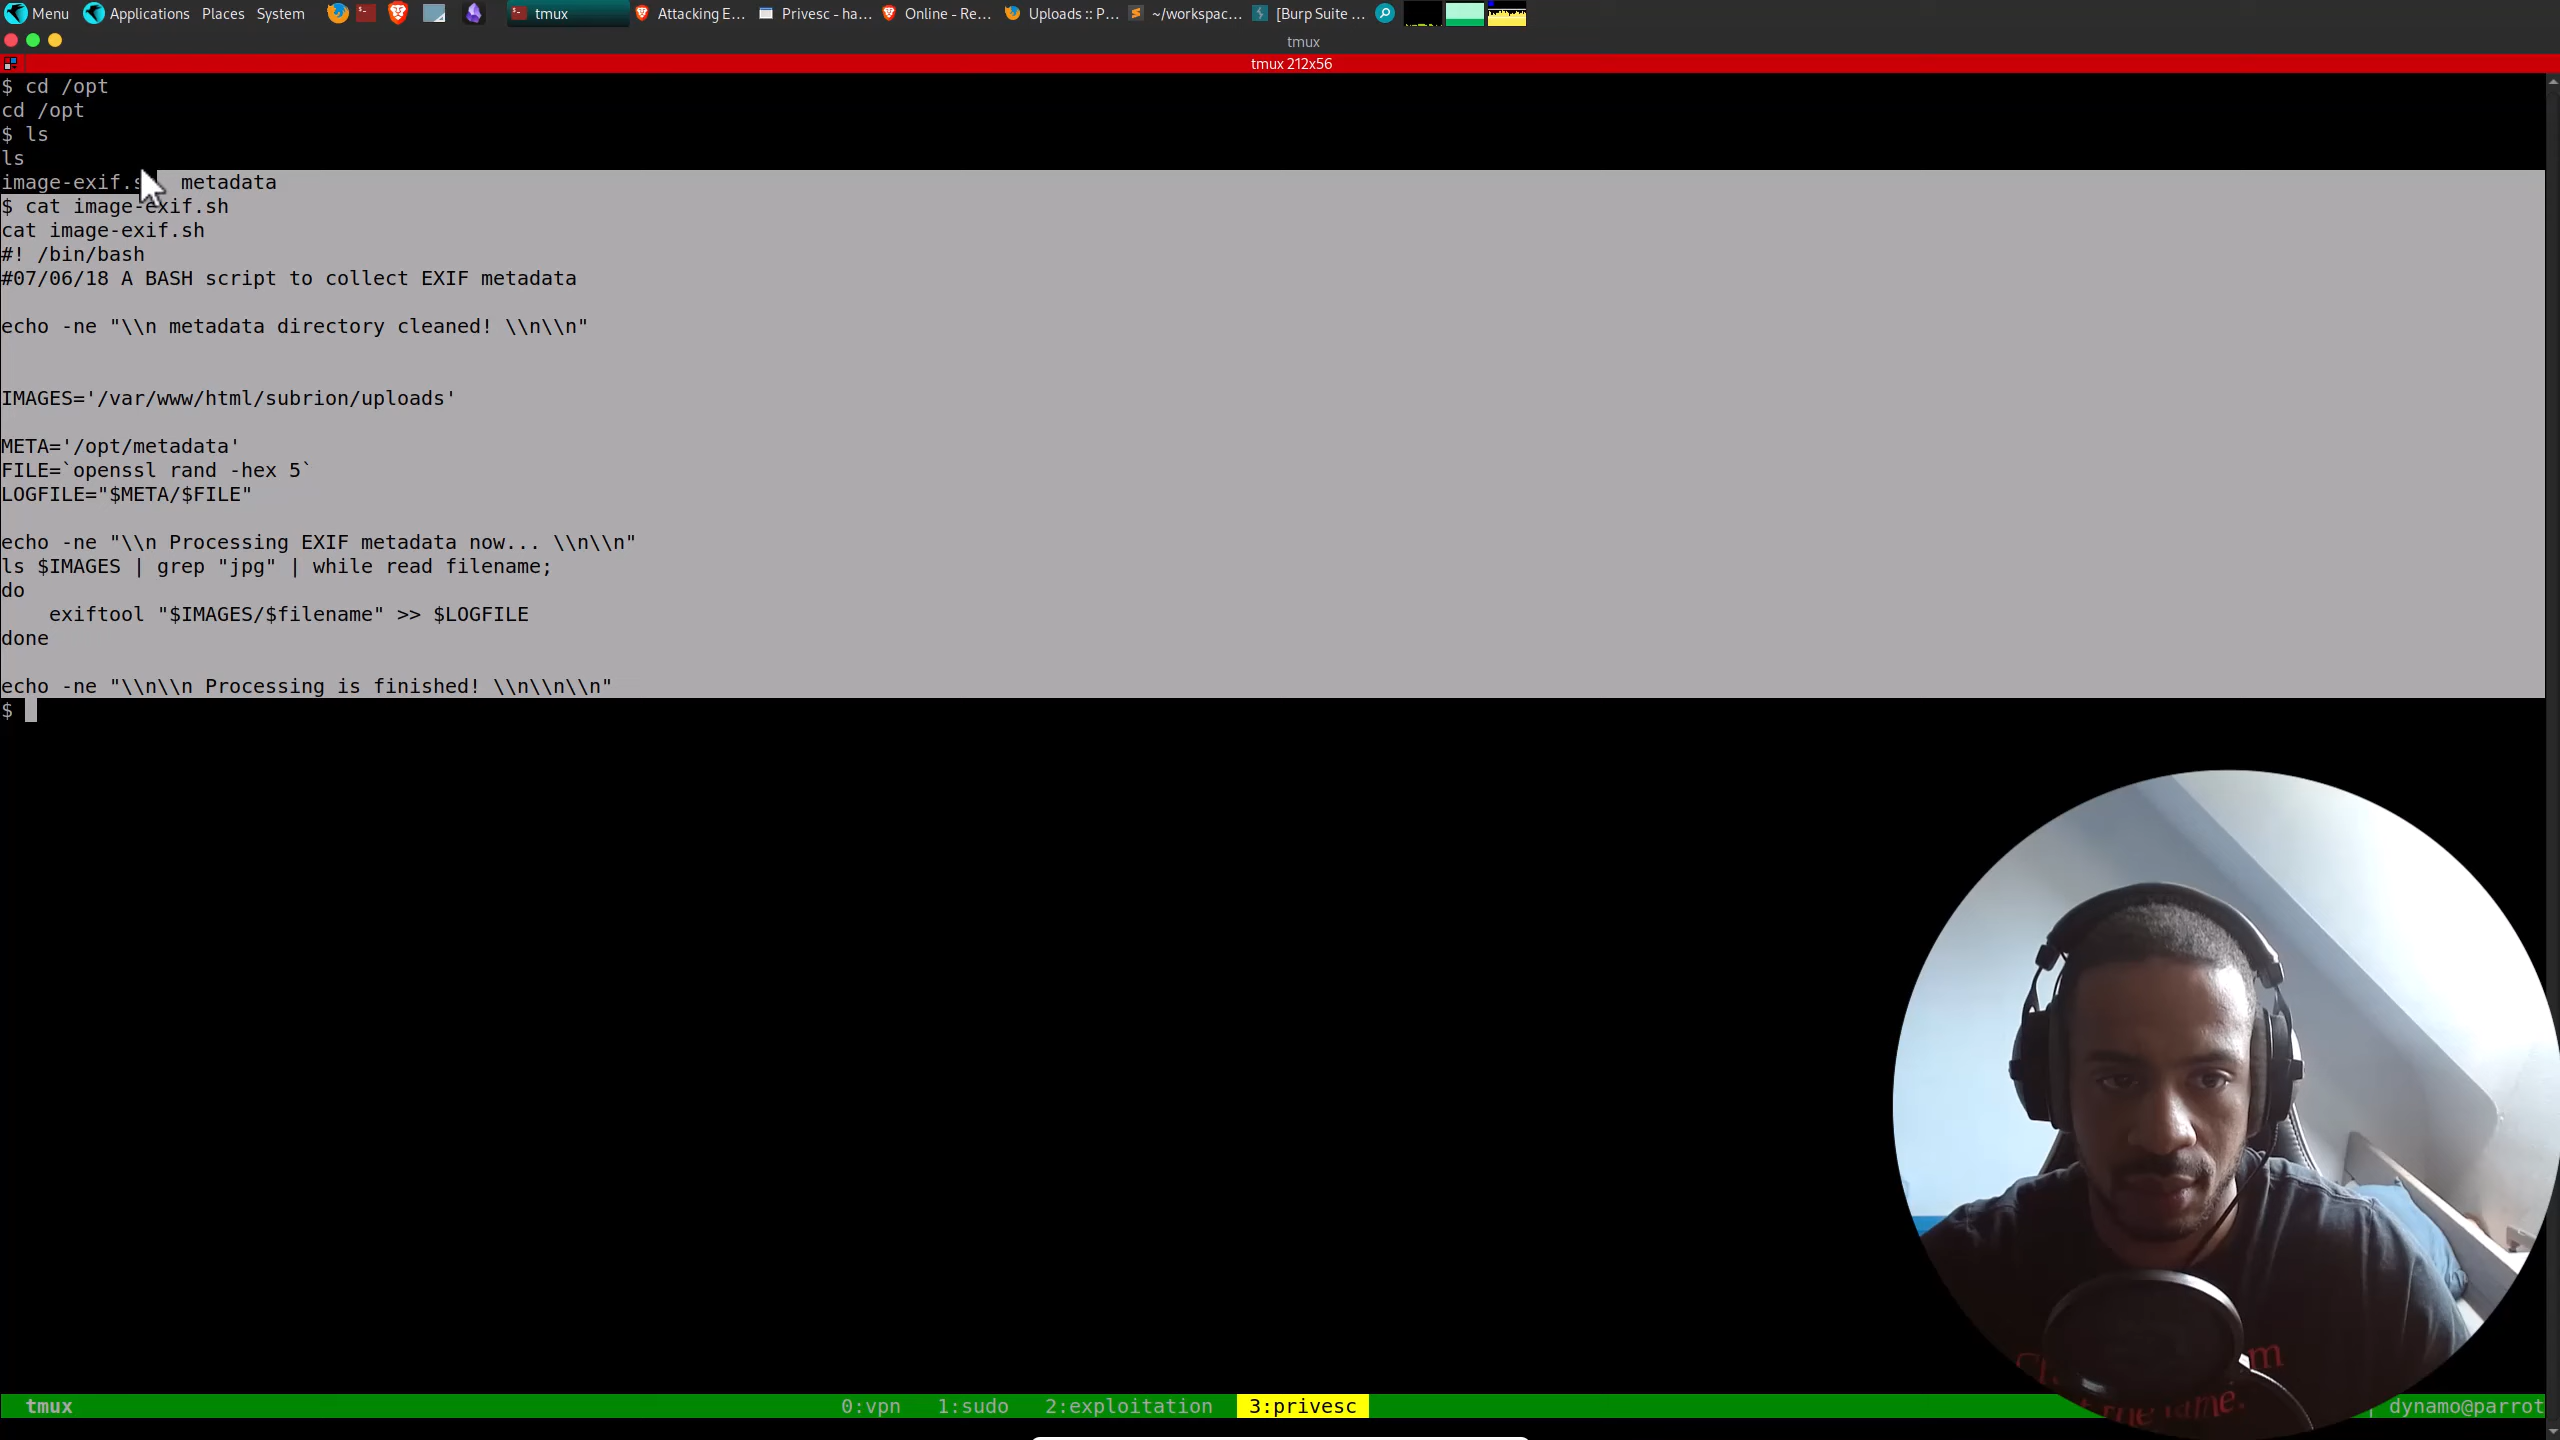 Menu Applications Places System tmux Attacking E... Privesc - ha... Online - Re... Uploads :: P... ~/workspac... [Burp Suite ...
tmux
tmux 212x56
$ cd /opt
cd /opt
$ ls
ls
image-exif.s metadata
$ cat image-exif.sh
cat image-exif.sh
#! /bin/bash
#07/06/18 A BASH script to collect EXIF metadata
echo -ne "\\n metadata directory cleaned! \\n\\n"
IMAGES='/var/www/html/subrion/uploads'
META='/opt/metadata'
FILE=`openssl rand -hex 5`
LOGFILE="$META/$FILE"
echo -ne "\\n Processing EXIF metadata now... \\n\\n"
ls $IMAGES | grep "jpg" | while read filename;
do
    exiftool "$IMAGES/$filename" >> $LOGFILE
done
echo -ne "\\n\\n Processing is finished! \\n\\n\\n"
$
tmux 0:vpn 1:sudo 2:exploitation 3:privesc | dynamo@parrot